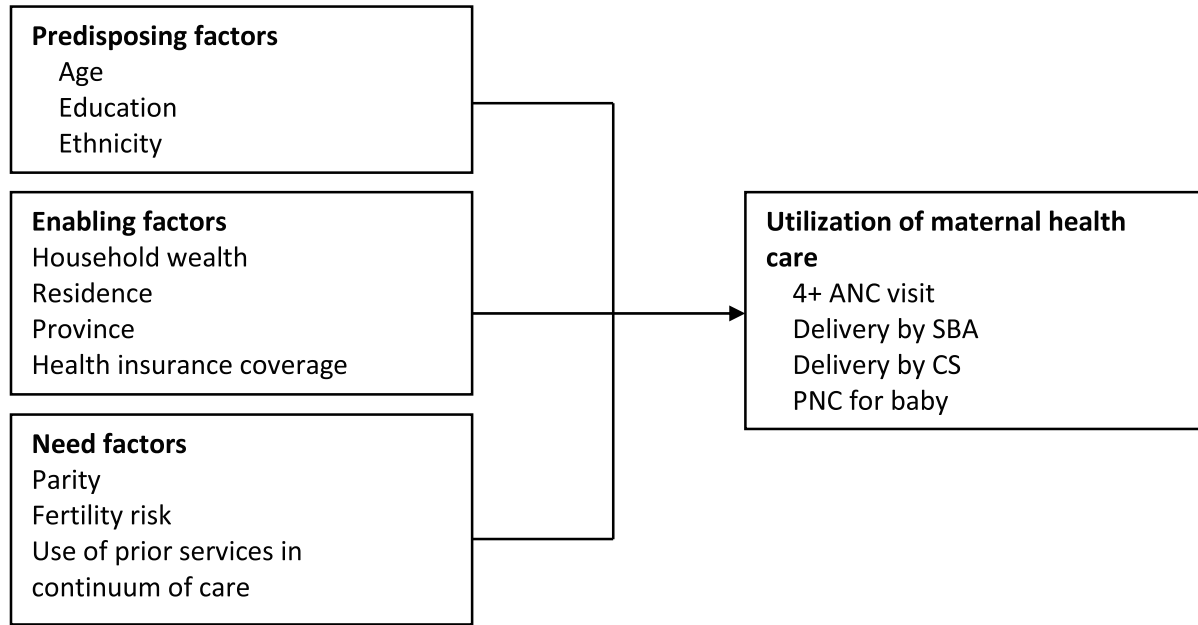 Predisposing factors
Age
Education
Ethnicity
Enabling factors
Household wealth
Residence
Province
Health insurance coverage
Need factors
Parity
Fertility risk
Use of prior services in
continuum of care
Utilization of maternal health
care
4+ ANC visit
Delivery by SBA
Delivery by CS
PNC for baby